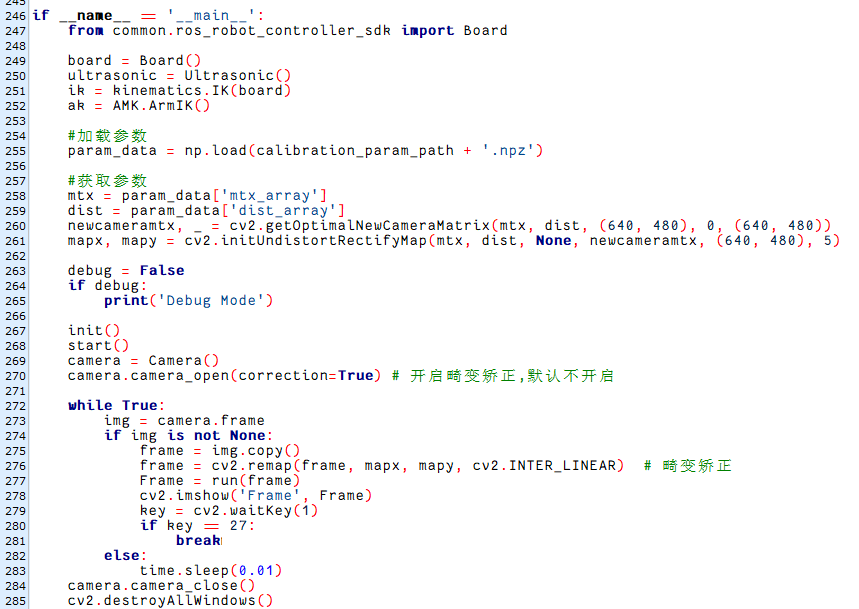 245
246 if __name__ == '__main__':
247     from common.ros_robot_controller_sdk import Board
248
249     board = Board()
250     ultrasonic = Ultrasonic()
251     ik = kinematics.IK(board)
252     ak = AMK.ArmIK()
253
254     #加载参数
255     param_data = np.load(calibration_param_path + '.npz')
256
257     #获取参数
258     mtx = param_data['mtx_array']
259     dist = param_data['dist_array']
260     newcameramtx, _ = cv2.getOptimalNewCameraMatrix(mtx, dist, (640, 480), 0, (640, 480))
261     mapx, mapy = cv2.initUndistortRectifyMap(mtx, dist, None, newcameramtx, (640, 480), 5)
262
263     debug = False
264     if debug:
265         print('Debug Mode')
266
267     init()
268     start()
269     camera = Camera()
270     camera.camera_open(correction=True) # 开启畸变矫正,默认不开启
271
272     while True:
273         img = camera.frame
274         if img is not None:
275             frame = img.copy()
276             frame = cv2.remap(frame, mapx, mapy, cv2.INTER_LINEAR)  # 畸变矫正
277             Frame = run(frame)
278             cv2.imshow('Frame', Frame)
279             key = cv2.waitKey(1)
280             if key == 27:
281                 break
282         else:
283             time.sleep(0.01)
284     camera.camera_close()
285     cv2.destroyAllWindows()